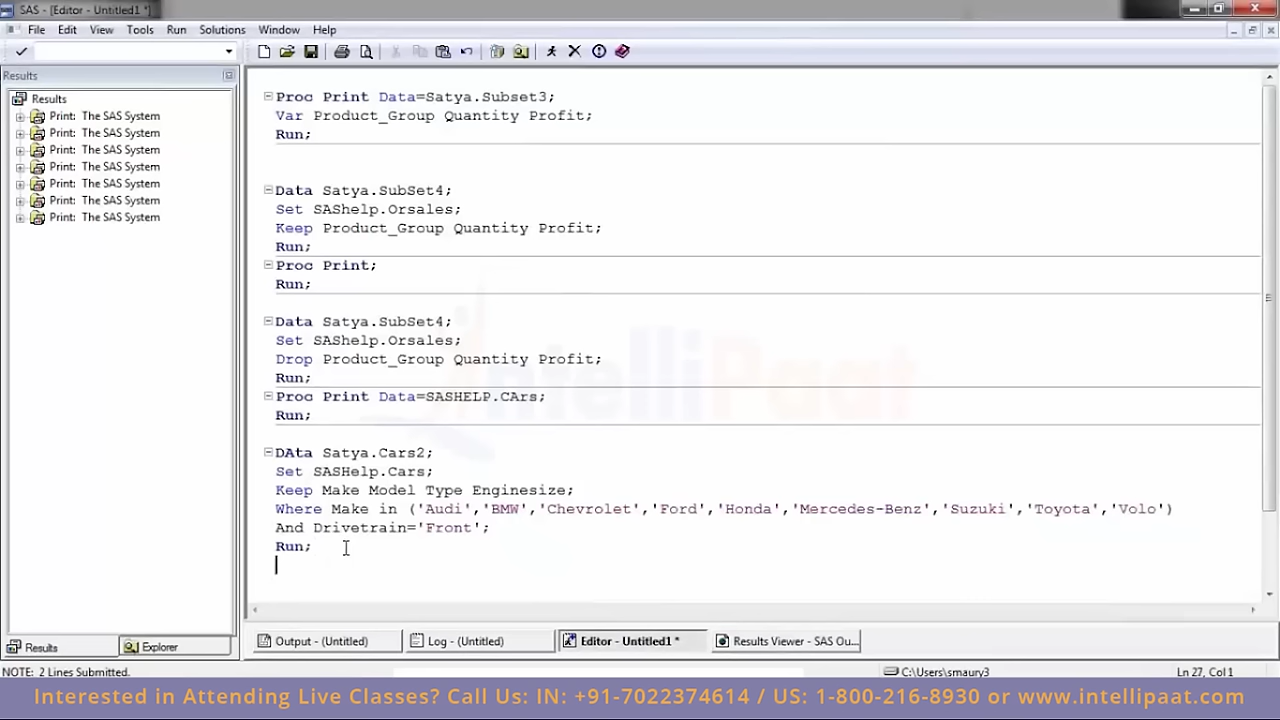 SAS - [Editor - Untitled1 *]
File Edit View Tools Run Solutions Window Help
Results
Results
Print: The SAS System
Print: The SAS System
Print: The SAS System
Print: The SAS System
Print: The SAS System
Print: The SAS System
Print: The SAS System
Proc Print Data=Satya.Subset3;
Var Product_Group Quantity Profit;
Run;
Data Satya.SubSet4;
Set SAShelp.Orsales;
Keep Product_Group Quantity Profit;
Run;
Proc Print;
Run;
Data Satya.SubSet4;
Set SAShelp.Orsales;
Drop Product_Group Quantity Profit;
Run;
Proc Print Data=SASHELP.CArs;
Run;
DAta Satya.Cars2;
Set SASHelp.Cars;
Keep Make Model Type Enginesize;
Where Make in ('Audi','BMW','Chevrolet','Ford','Honda','Mercedes-Benz','Suzuki','Toyota','Volo')
And Drivetrain='Front';
Run;
IntelliPaat
Results Explorer
Output - (Untitled) Log - (Untitled) Editor - Untitled1 * Results Viewer - SAS Ou...
NOTE: 2 Lines Submitted. C:\Users\smaury3 Ln 27, Col 1
Interested in Attending Live Classes? Call Us: IN: +91-7022374614 / US: 1-800-216-8930 or www.intellipaat.com